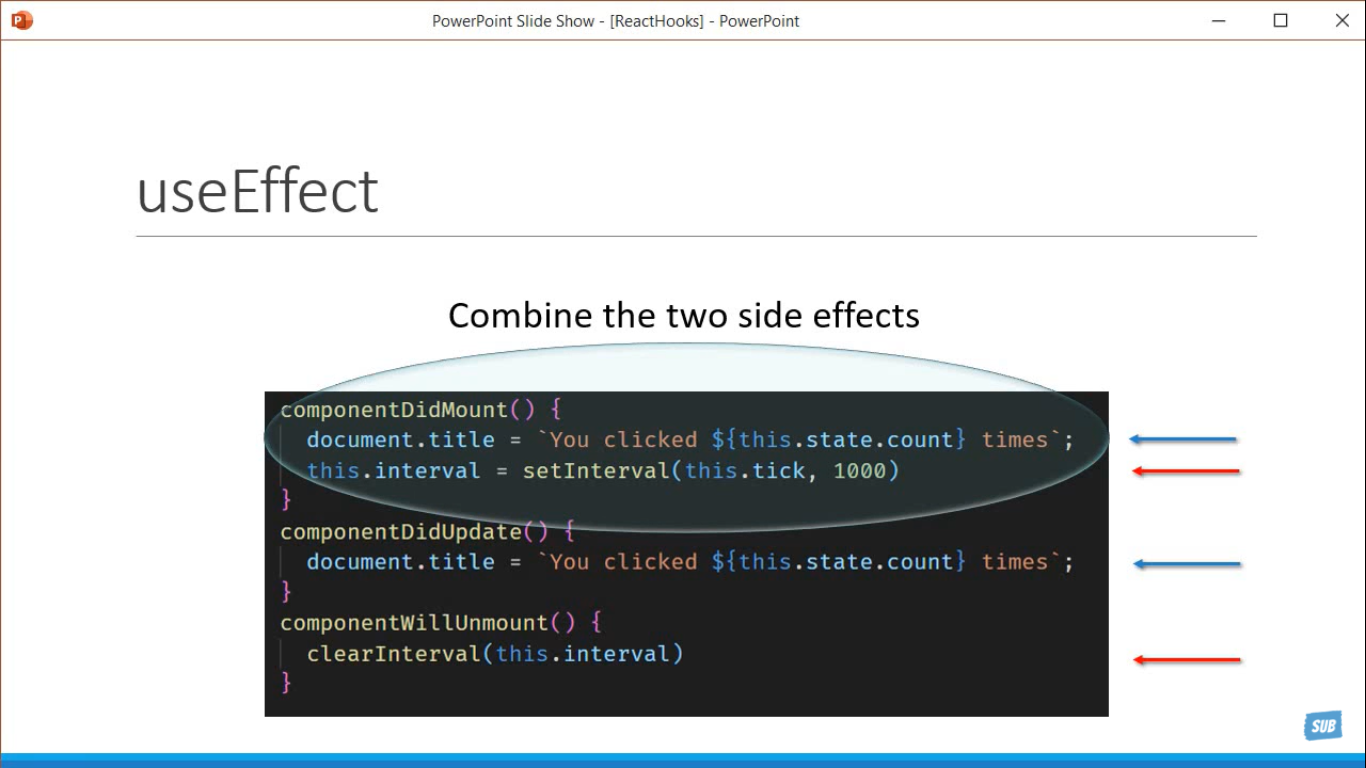 PowerPoint Slide Show - [ReactHooks] - PowerPoint
useEffect
Combine the two side effects
componentDidMount() {
document.title = `You clicked ${this.state.count} times`;
this.interval = setInterval(this.tick, 1000)
}
componentDidUpdate() {
document.title = `You clicked ${this.state.count} times`;
}
componentWillUnmount() {
clearInterval(this.interval)
}
SUB